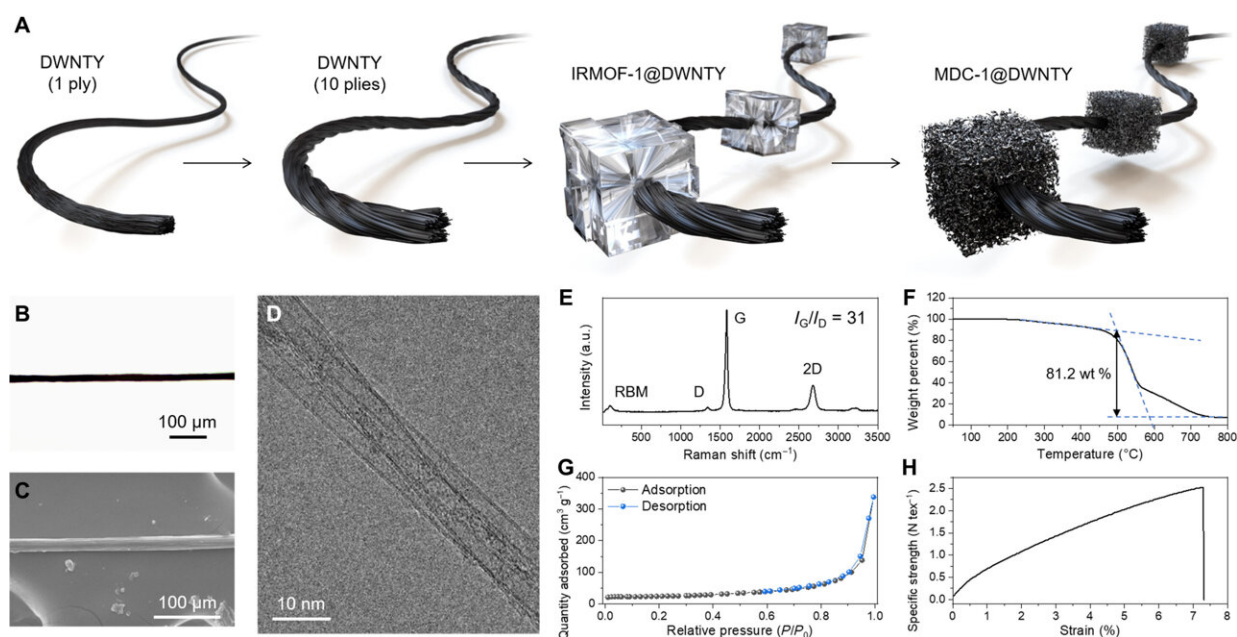 A
DWNTY
(1 ply)
DWNTY
(10 plies)
IRMOF-1@DWNTY
MDC-1@DWNTY
B
100 µm
C
100 µm
D
10 nm
E
Intensity (a.u.)
RBM
D
G
2D
I_G/I_D = 31
500 1000 1500 2000 2500 3000 3500
Raman shift (cm⁻¹)
F
Weight percent (%)
120
100
80
60
40
20
0
81.2 wt %
100 200 300 400 500 600 700 800
Temperature (°C)
G
Quantity adsorbed (cm³ g⁻¹)
400
300
200
100
0
Adsorption
Desorption
0.0 0.2 0.4 0.6 0.8 1.0
Relative pressure (P/P₀)
H
Specific strength (N tex⁻¹)
2.5
2.0
1.5
1.0
0.5
0.0
0 1 2 3 4 5 6 7 8
Strain (%)